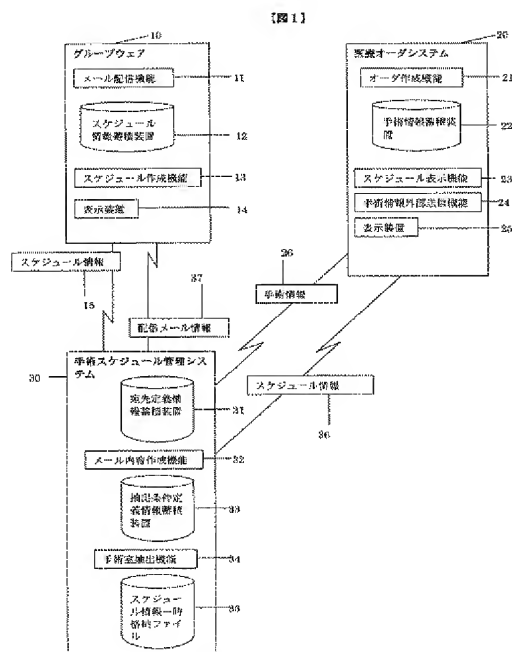 【図1】
10
グループウェア
メール配信機能
11
スケジュール
情報蓄積装置
12
スケジュール作成機能
13
表示装置
14
スケジュール情報
15
配信メール情報
37
20
医療オーダシステム
オーダ作成機能
21
手術情報蓄積装
置
22
スケジュール表示機能
23
手術情報外部送信機能
24
表示装置
25
26
手術情報
スケジュール情報
36
30
手術スケジュール管理シス
テム
宛先定義情
報蓄積装置
31
メール内容作成機能
32
抽出条件定
義情報蓄積
装置
33
手術室抽出機能
34
スケジュー
ル情報一時
格納ファイ
ル
35